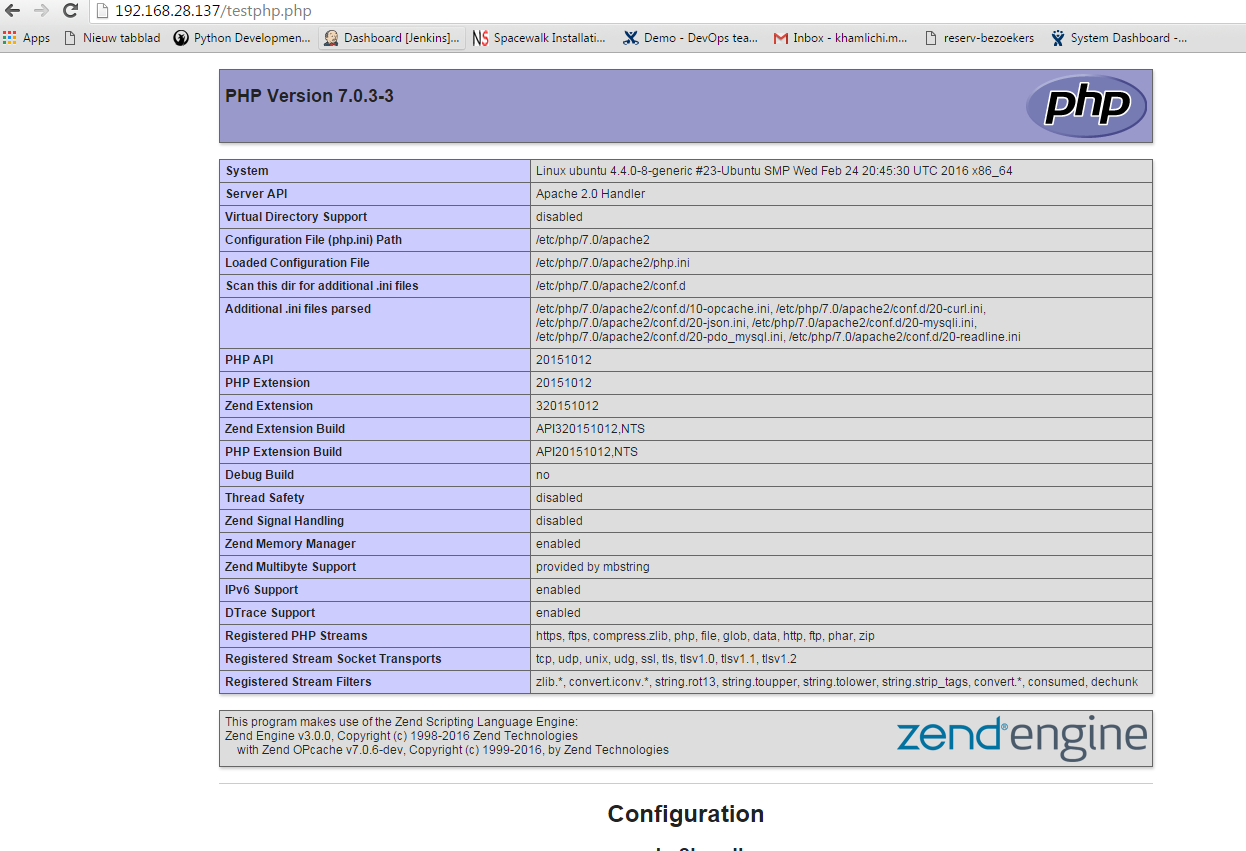 192.168.28.137/testphp.php
Apps Nieuw tabblad Python Developmen... Dashboard [Jenkins]... NS Spacewalk Installati... Demo - DevOps tea... Inbox - khamlichi.m... reserv-bezoekers System Dashboard -...
PHP Version 7.0.3-3
php
System Linux ubuntu 4.4.0-8-generic #23-Ubuntu SMP Wed Feb 24 20:45:30 UTC 2016 x86_64
Server API Apache 2.0 Handler
Virtual Directory Support disabled
Configuration File (php.ini) Path /etc/php/7.0/apache2
Loaded Configuration File /etc/php/7.0/apache2/php.ini
Scan this dir for additional .ini files /etc/php/7.0/apache2/conf.d
Additional .ini files parsed /etc/php/7.0/apache2/conf.d/10-opcache.ini, /etc/php/7.0/apache2/conf.d/20-curl.ini,
/etc/php/7.0/apache2/conf.d/20-json.ini, /etc/php/7.0/apache2/conf.d/20-mysqli.ini,
/etc/php/7.0/apache2/conf.d/20-pdo_mysql.ini, /etc/php/7.0/apache2/conf.d/20-readline.ini
PHP API 20151012
PHP Extension 20151012
Zend Extension 320151012
Zend Extension Build API320151012,NTS
PHP Extension Build API20151012,NTS
Debug Build no
Thread Safety disabled
Zend Signal Handling disabled
Zend Memory Manager enabled
Zend Multibyte Support provided by mbstring
IPv6 Support enabled
DTrace Support enabled
Registered PHP Streams https, ftps, compress.zlib, php, file, glob, data, http, ftp, phar, zip
Registered Stream Socket Transports tcp, udp, unix, udg, ssl, tls, tlsv1.0, tlsv1.1, tlsv1.2
Registered Stream Filters zlib.*, convert.iconv.*, string.rot13, string.toupper, string.tolower, string.strip_tags, convert.*, consumed, dechunk
This program makes use of the Zend Scripting Language Engine:
Zend Engine v3.0.0, Copyright (c) 1998-2016 Zend Technologies
with Zend OPcache v7.0.6-dev, Copyright (c) 1999-2016, by Zend Technologies
zend® engine
Configuration